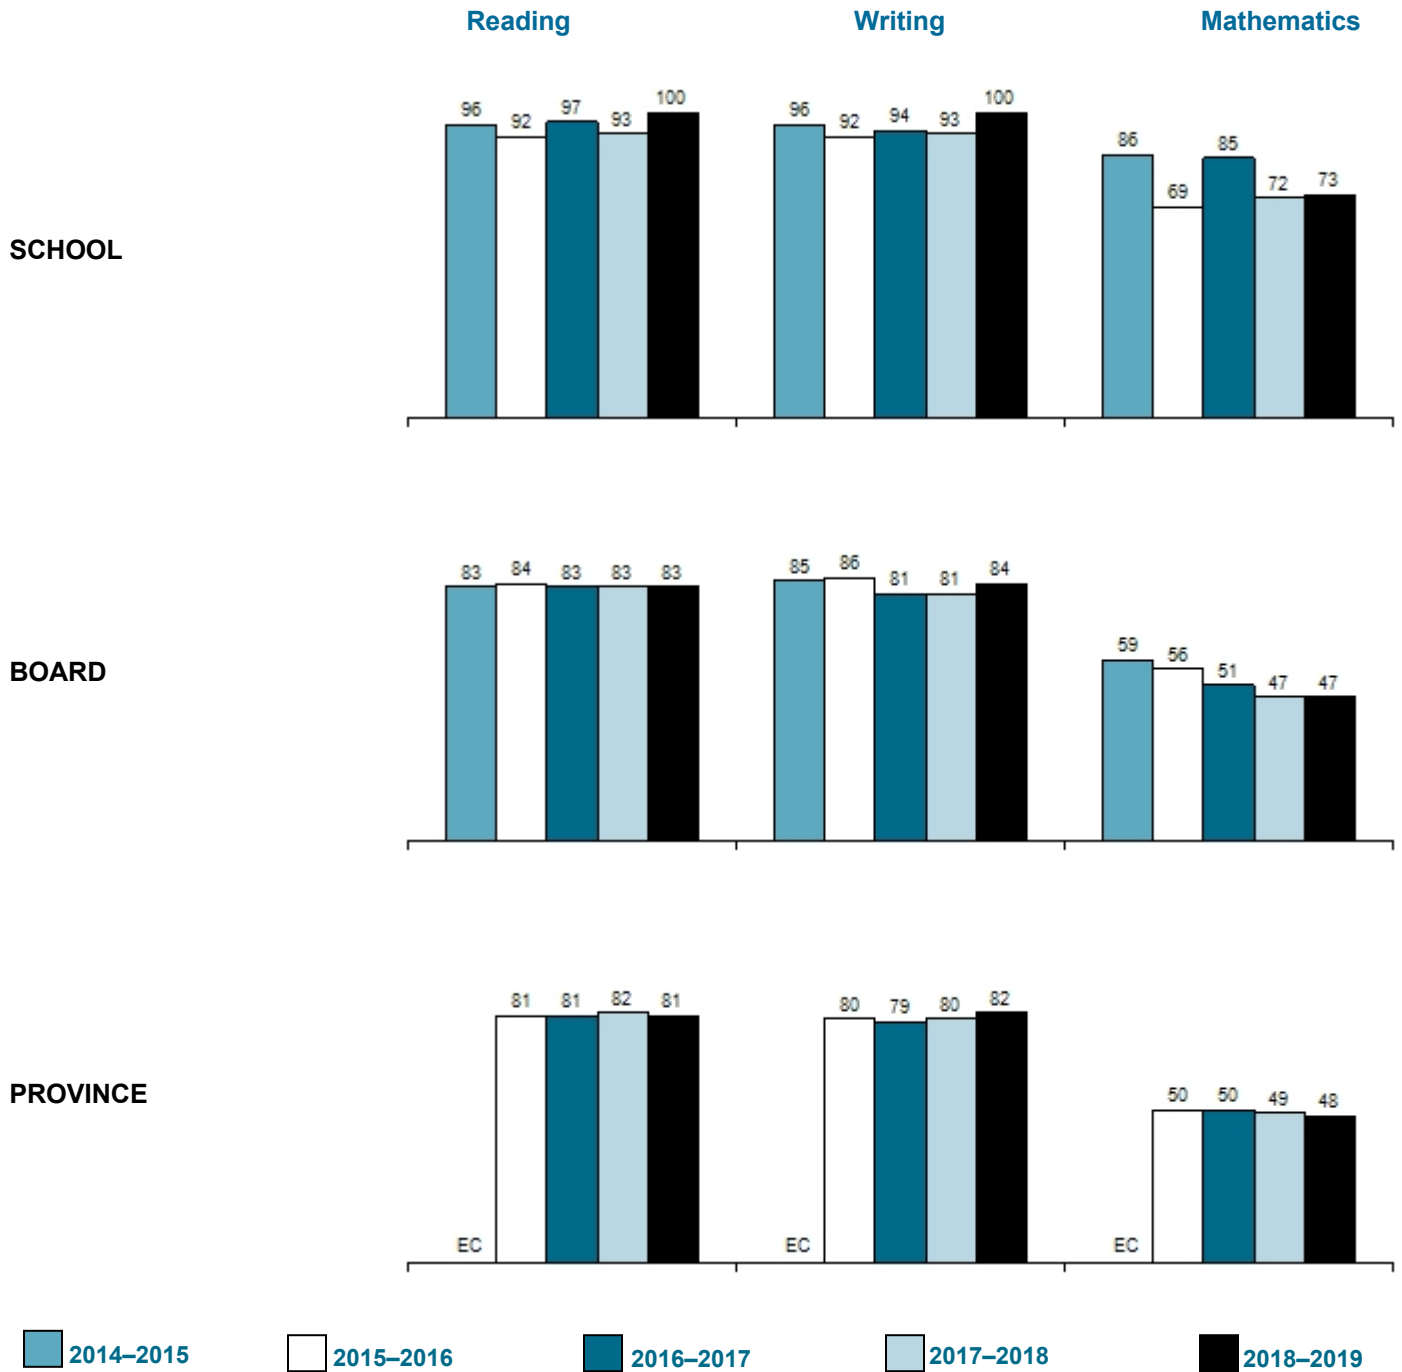 Reading Writing Mathematics
96 92 97 93 100 96 92 94 93 100 86 69 85 72 73
SCHOOL
83 84 83 83 83 85 86 81 81 84 59 56 51 47 47
BOARD
EC 81 81 82 81 EC 80 79 80 82 EC 50 50 49 48
PROVINCE
2014–2015 2015–2016 2016–2017 2017–2018 2018–2019